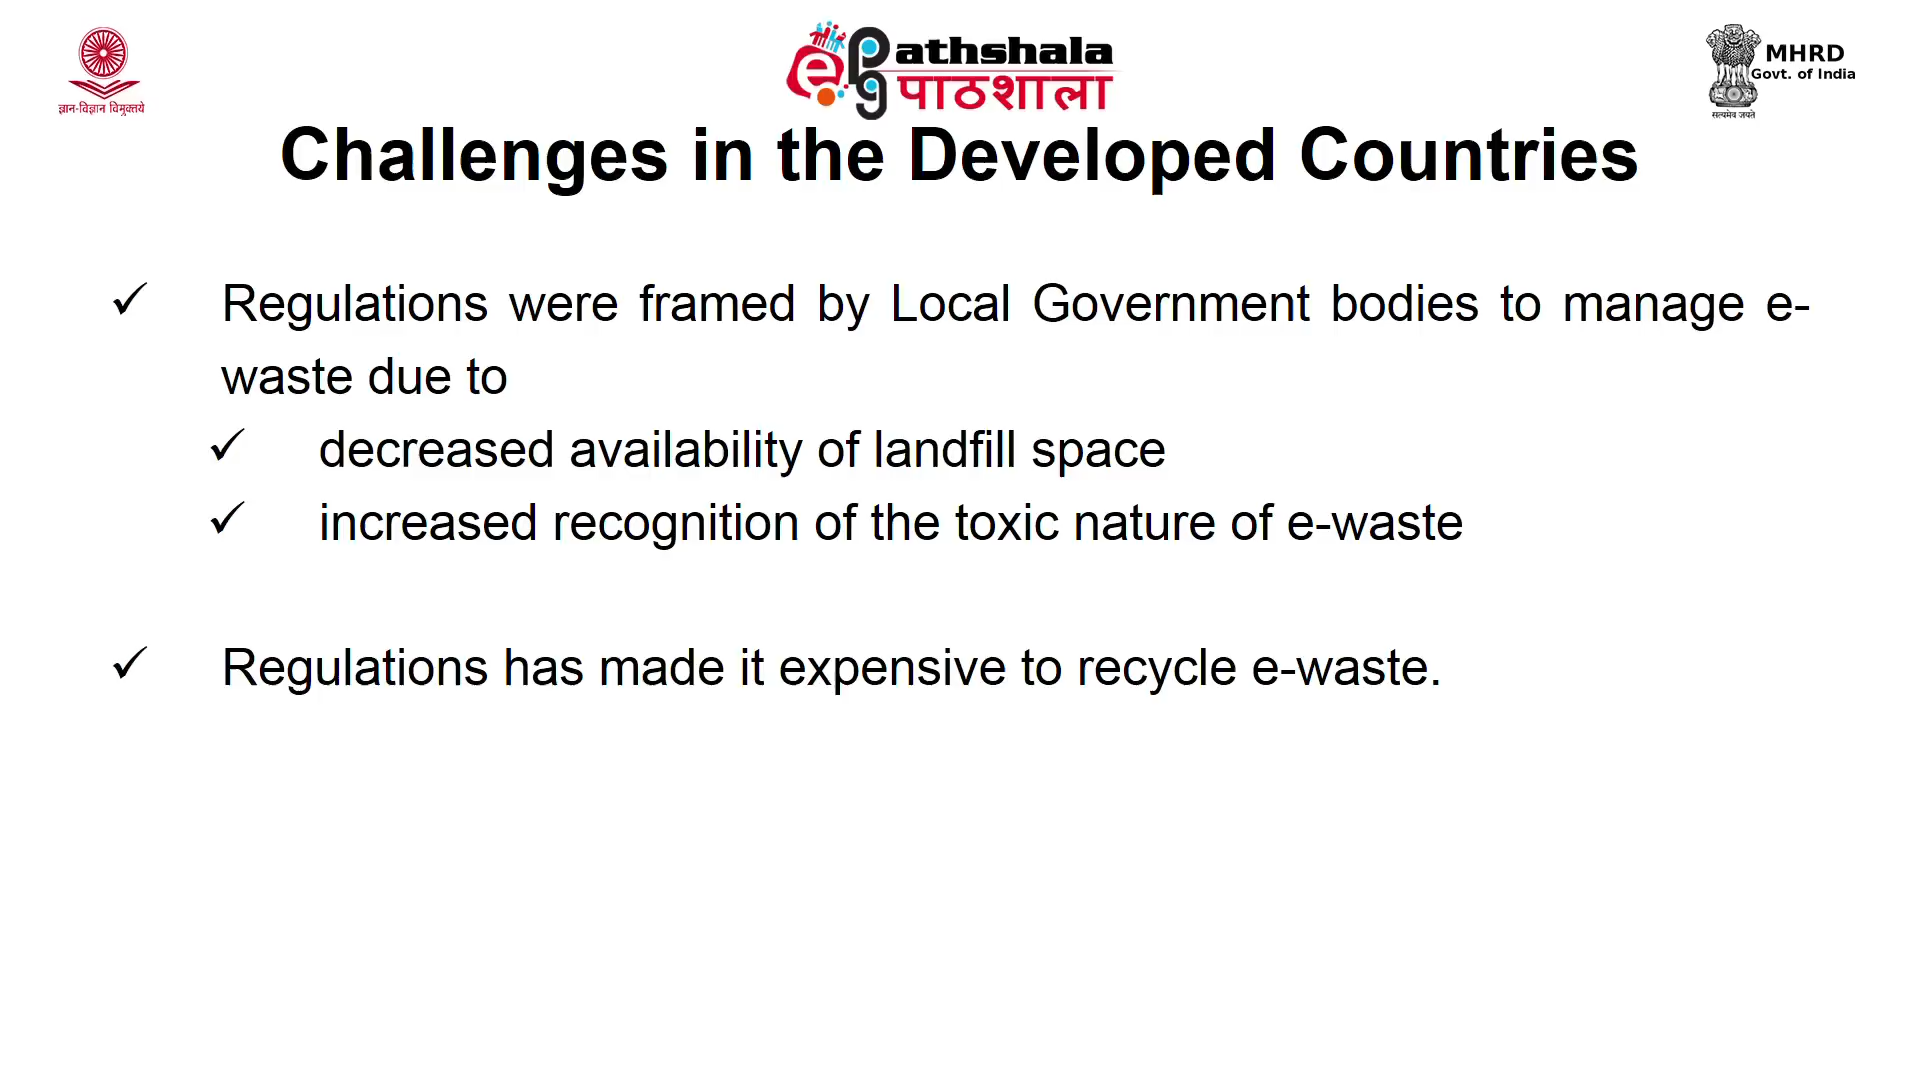 ज्ञान-विज्ञान विमुक्तये
ePG athshala
पाठशाला
MHRD
Govt. of India
सत्यमेव जयते
Challenges in the Developed Countries
✓ Regulations were framed by Local Government bodies to manage e-
waste due to
✓ decreased availability of landfill space
✓ increased recognition of the toxic nature of e-waste
✓ Regulations has made it expensive to recycle e-waste.